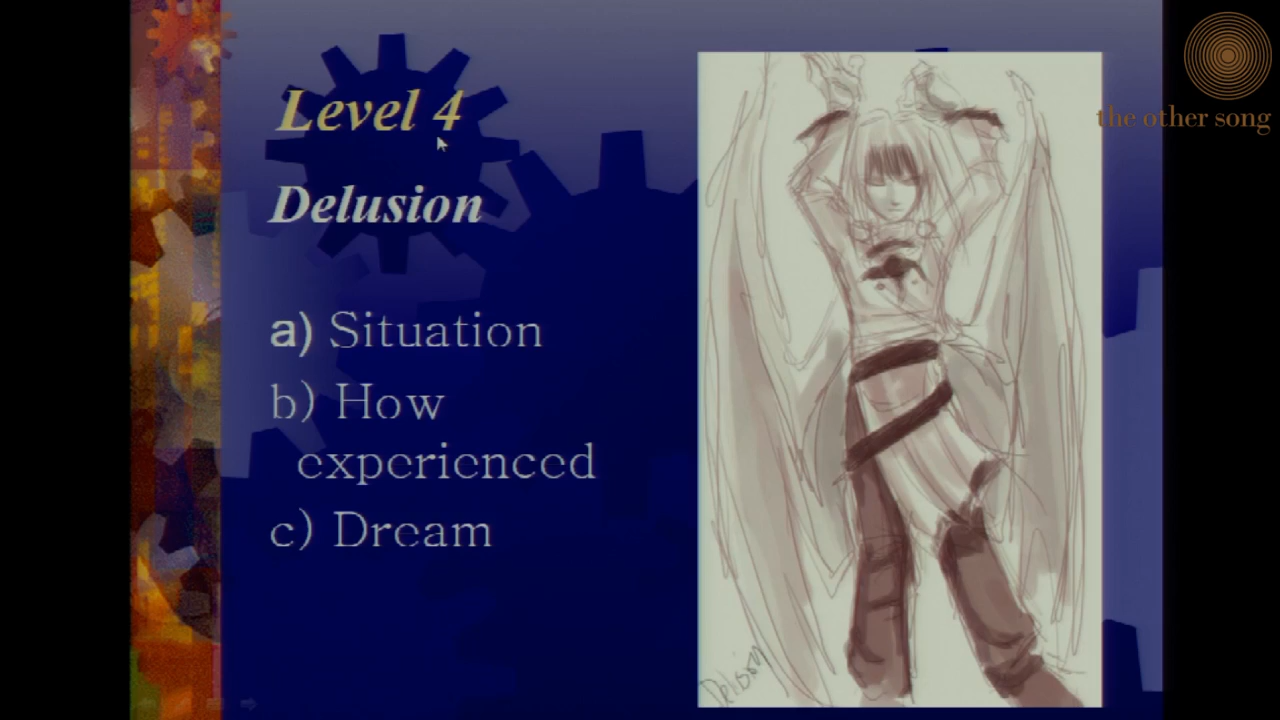 the other song
Level 4
Delusion
a) Situation
b) How
experienced
c) Dream